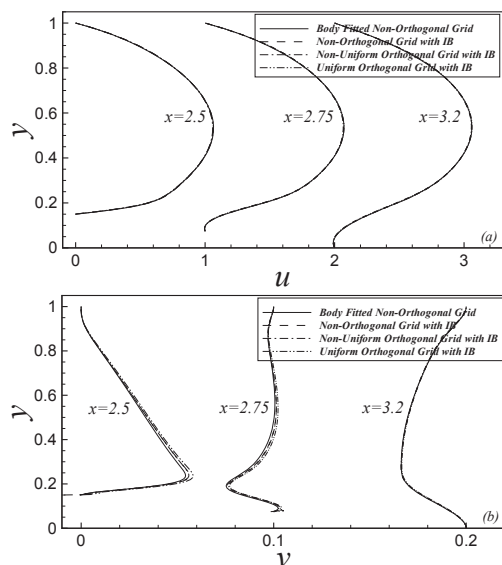 Body Fitted Non-Orthogonal Grid
Non-Orthogonal Grid with IB
Non-Uniform Orthogonal Grid with IB
Uniform Orthogonal Grid with IB
1
0.8
0.6
0.4
0.2
0
y
x=2.5
x=2.75
x=3.2
0
1
2
3
u
(a)
Body Fitted Non-Orthogonal Grid
Non-Orthogonal Grid with IB
Non-Uniform Orthogonal Grid with IB
Uniform Orthogonal Grid with IB
1
0.8
0.6
0.4
0.2
0
y
x=2.5
x=2.75
x=3.2
0
0.1
0.2
v
(b)